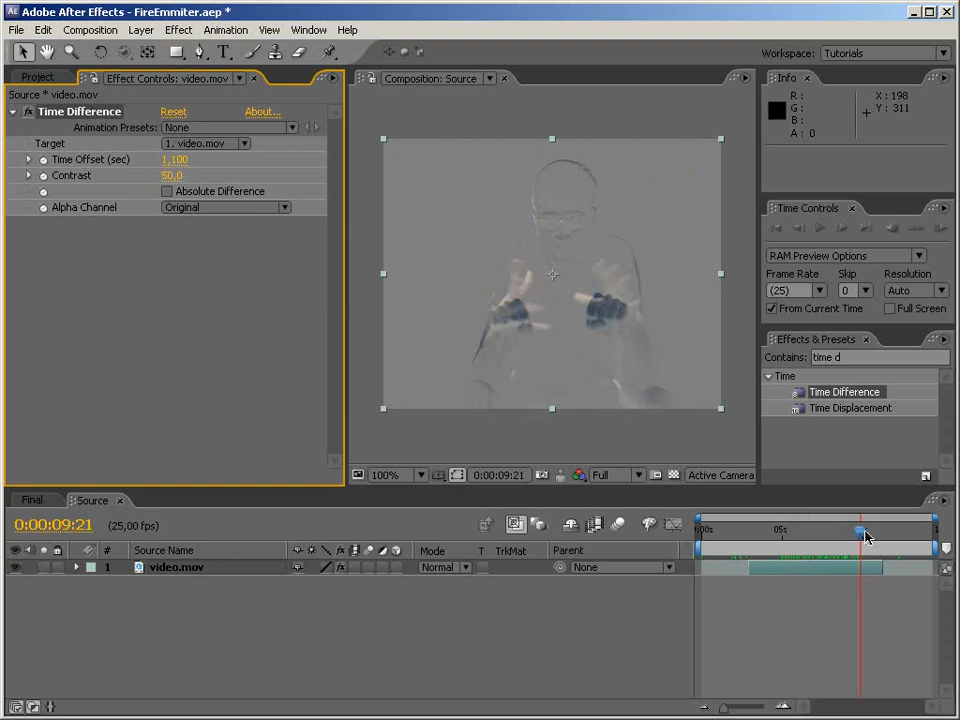 Adobe After Effects - FireEmmiter.aep *
File Edit Composition Layer Effect Animation View Window Help
Workspace: Tutorials
Project Effect Controls: video.mov
Source * video.mov
Time Difference Reset About...
Animation Presets: None
Target 1. video.mov
Time Offset (sec) 1,100
Contrast 50,0
Absolute Difference
Alpha Channel Original
Composition: Source
100% 0:00:09:21 Full Active Camera
Info
R: X: 198
G: Y: 311
B:
A: 0
Time Controls
RAM Preview Options
Frame Rate Skip Resolution
(25) 0 Auto
From Current Time Full Screen
Effects & Presets
Contains: time d
Time
Time Difference
Time Displacement
Final Source
0:00:09:21 (25,00 fps)
:00s 05s 1
# Source Name Mode T TrkMat Parent
1 video.mov Normal None